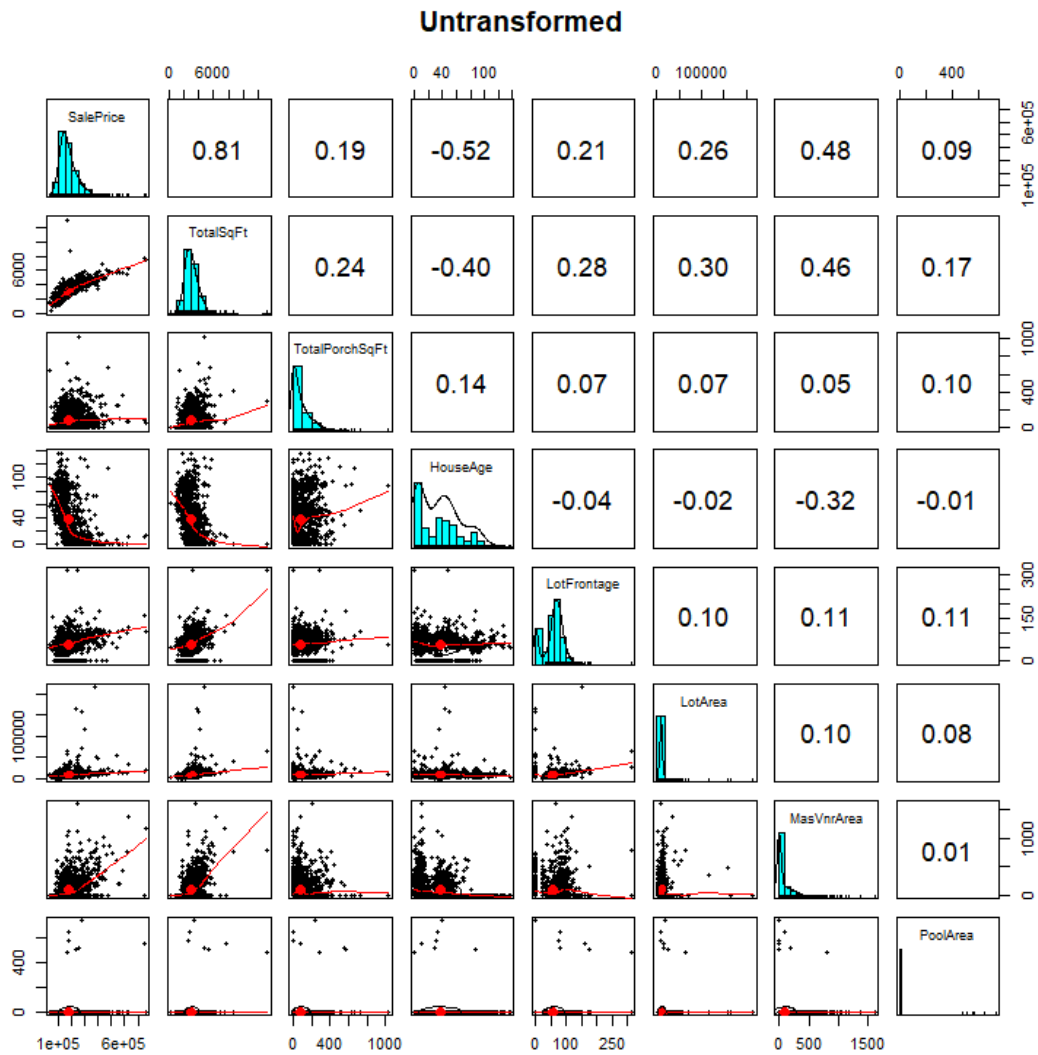 Untransformed
0 6000 0 40 100 0 100000 0 400
SalePrice 0.81 0.19 -0.52 0.21 0.26 0.48 0.09 1e+05 6e+05
0 6000 TotalSqFt 0.24 -0.40 0.28 0.30 0.46 0.17
TotalPorchSqFt 0.14 0.07 0.07 0.05 0.10 0 400 1000
0 40 100 HouseAge -0.04 -0.02 -0.32 -0.01
LotFrontage 0.10 0.11 0.11 0 150 300
0 100000 LotArea 0.10 0.08
MasVnrArea 0.01 0 1000
0 400 PoolArea
1e+05 6e+05 0 400 1000 0 100 300 0 500 1500